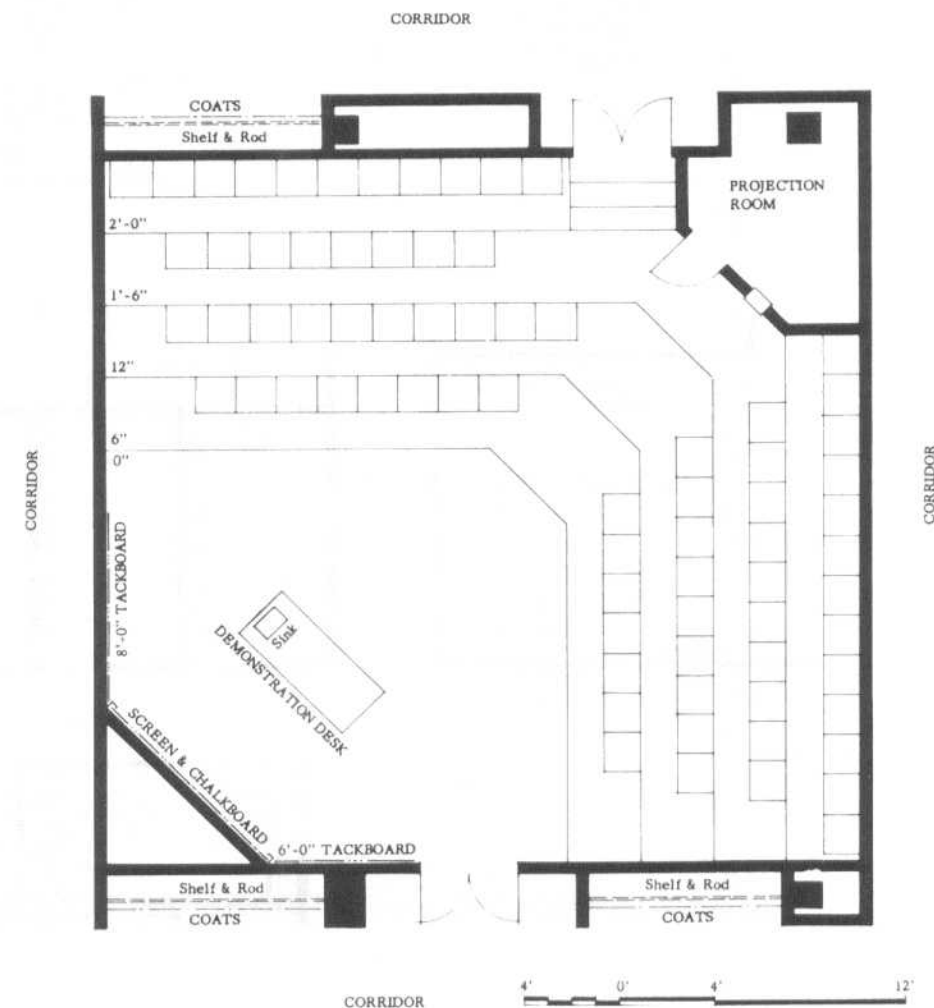 CORRIDOR
COATS
Shelf & Rod
PROJECTION
ROOM
2'-0"
1'-6"
12"
6"
0"
CORRIDOR
CORRIDOR
8'-0" TACKBOARD
Sink
DEMONSTRATION DESK
SCREEN & CHALKBOARD
6'-0" TACKBOARD
Shelf & Rod
COATS
Shelf & Rod
COATS
CORRIDOR
4' 0' 4' 12'